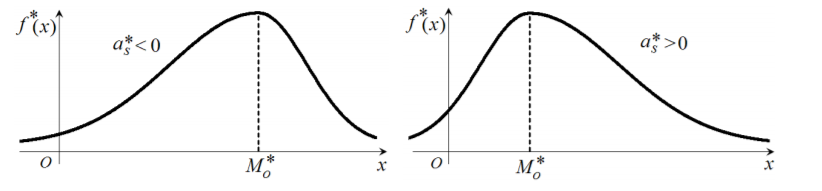 f*(x)
a*s < 0
O
M*o
x
f*(x)
a*s > 0
O
M*o
x